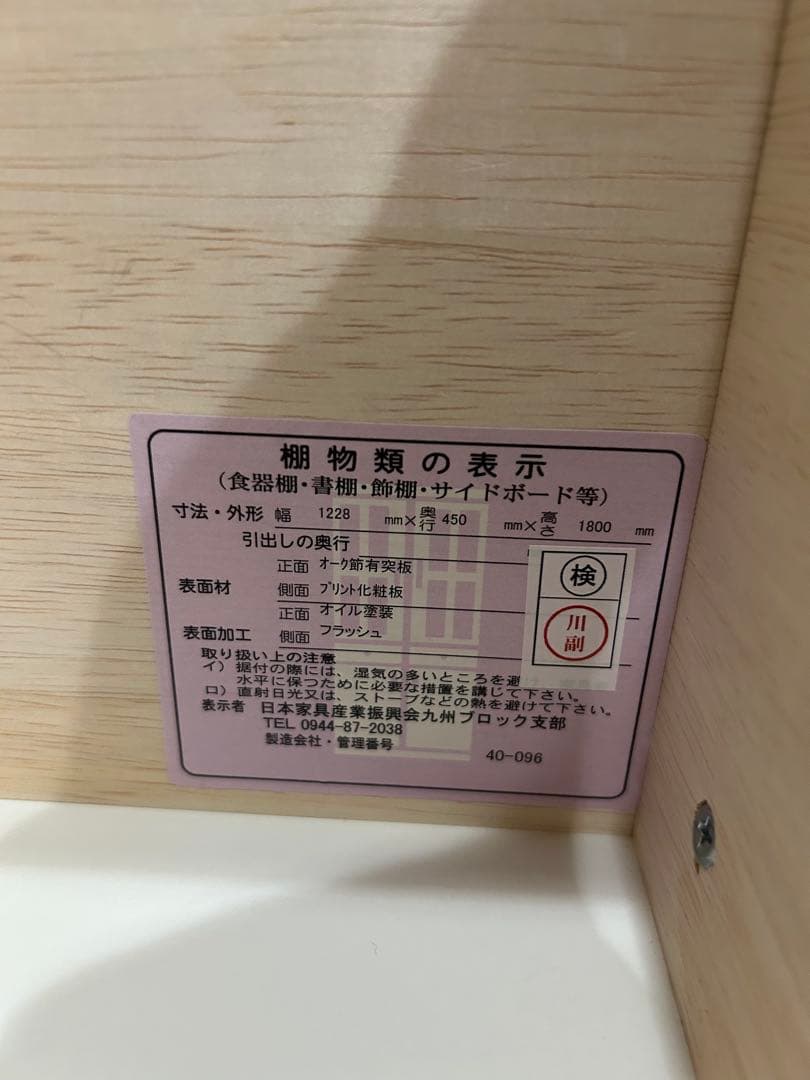 棚物類の表示
（食器棚・書棚・飾棚・サイドボード等）
寸法・外形 幅 1228 mm×奥行 450 mm×高さ 1800 mm
引出しの奥行
表面材 正面 オーク節有突板
側面 プリント化粧板
表面加工 正面 オイル塗装
側面 フラッシュ
検
川副
取り扱い上の注意
イ）据付の際には、湿気の多いところを避
水平に保つために必要な措置を講じて下さい。
ロ）直射日光又は、ストーブなどの熱を避けて下さい。
表示者 日本家具産業振興会九州ブロック支部
TEL 0944-87-2038
製造会社・管理番号 40-096